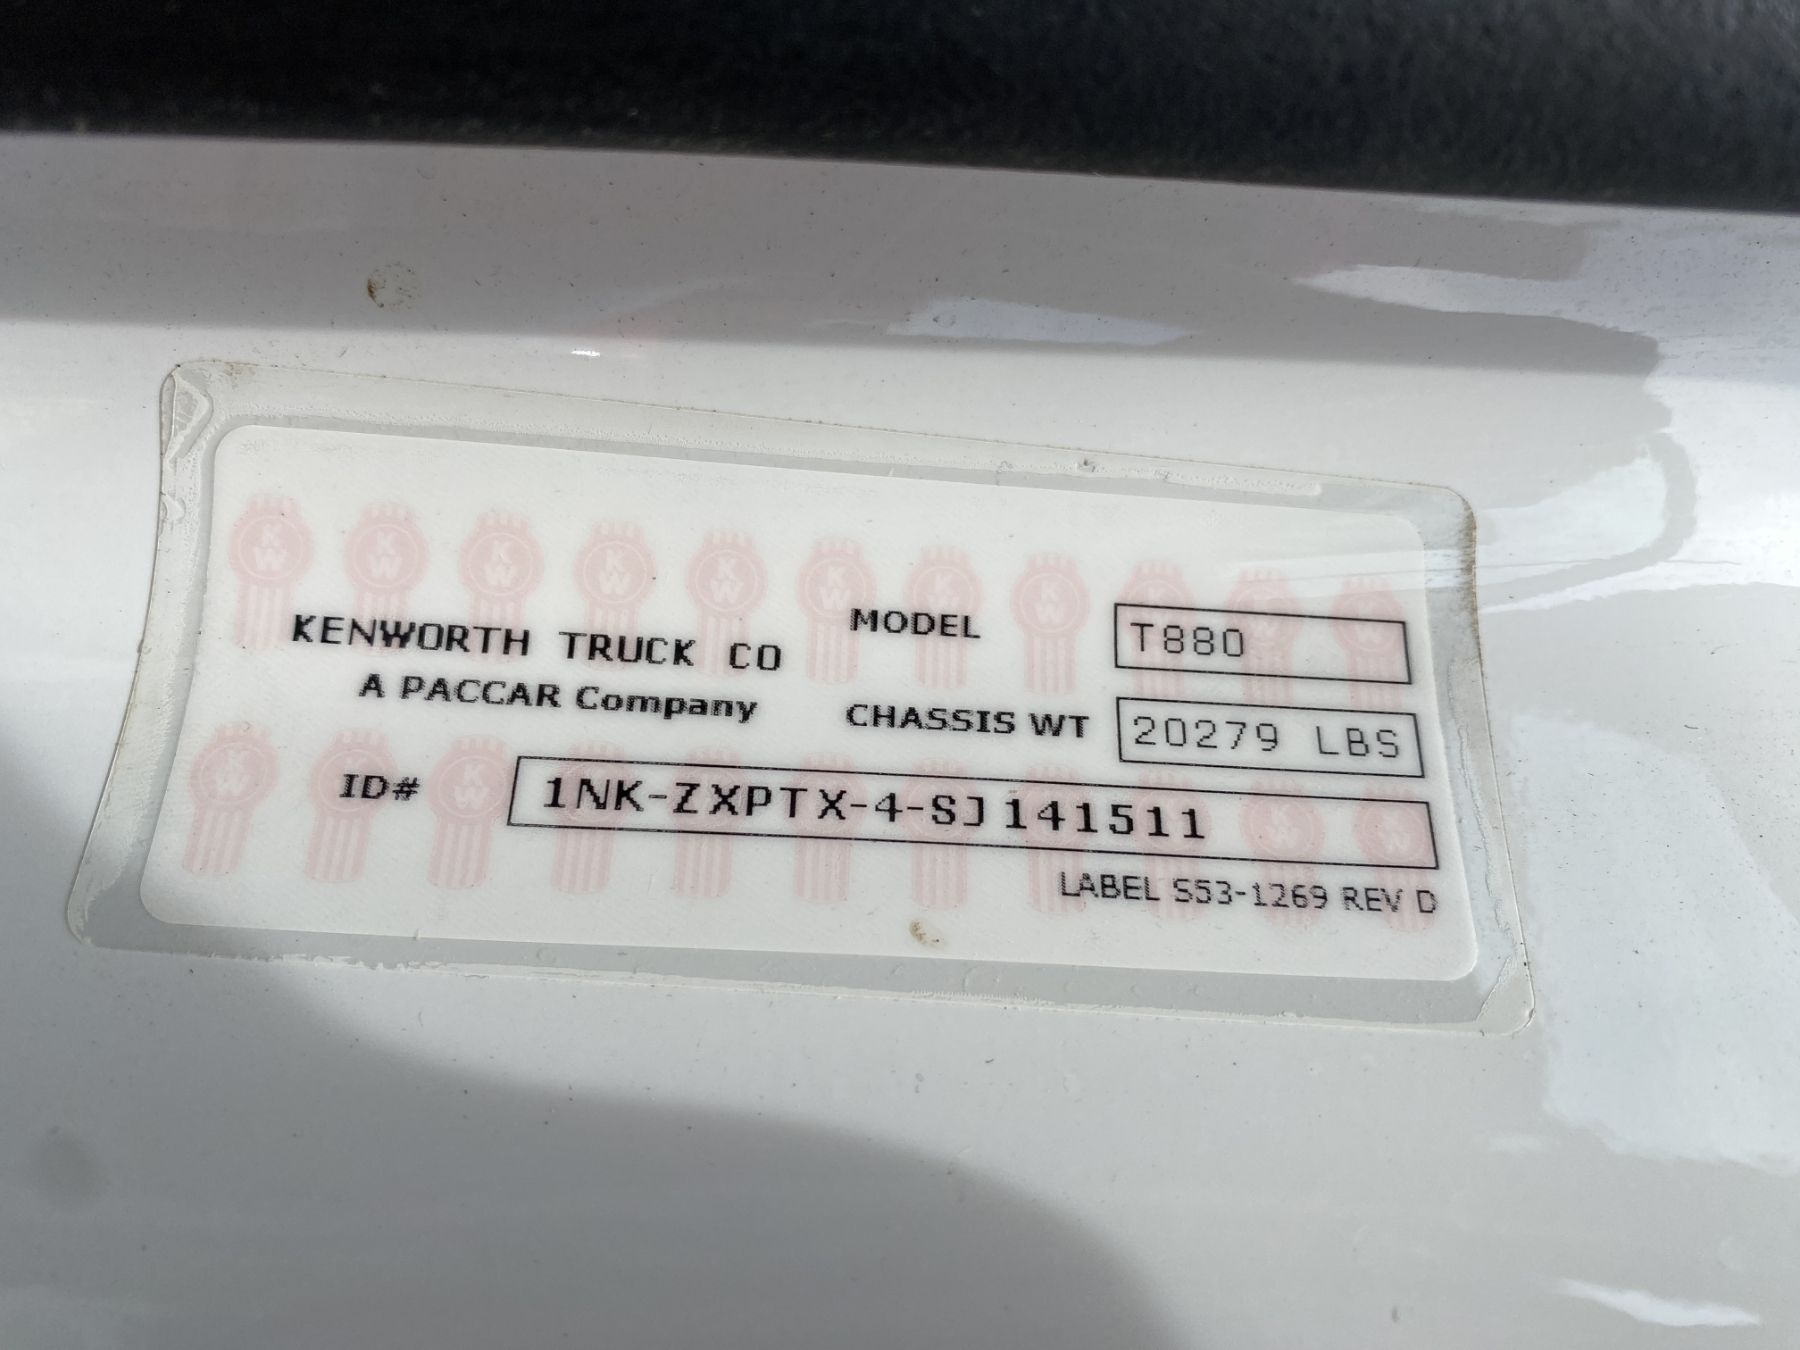 KENWORTH TRUCK CO
A PACCAR Company
MODEL T880
CHASSIS WT 20279 LBS
ID# 1NK-ZXPTX-4-SJ141511
LABEL S53-1269 REV D